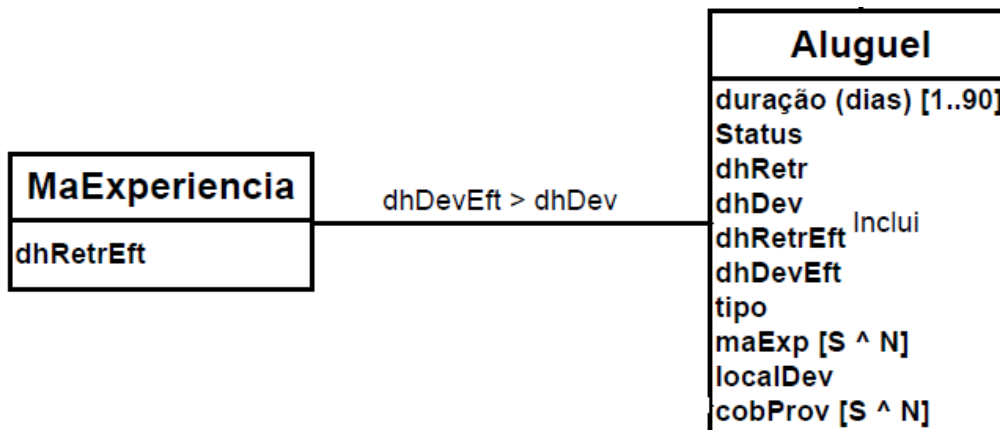 MaExperiencia
dhRetrEft
dhDevEft > dhDev
Aluguel
duração (dias) [1..90]
Status
dhRetr
dhDev
dhRetrEft
Inclui
dhDevEft
tipo
maExp [S ^ N]
localDev
cobProv [S ^ N]